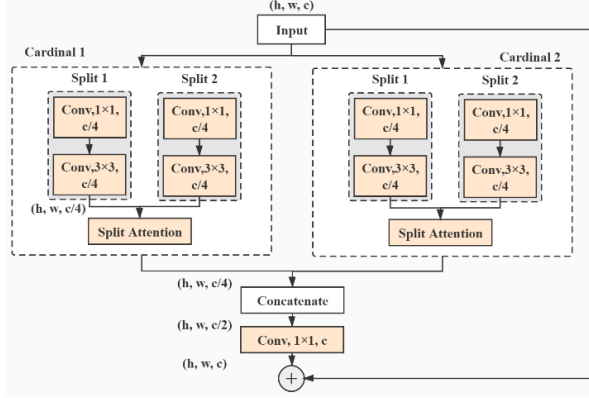 (h, w, c)
Input
Cardinal 1
Cardinal 2
Split 1
Split 2
Split 1
Split 2
Conv,1×1,
c/4
Conv,1×1,
c/4
Conv,1×1,
c/4
Conv,1×1,
c/4
Conv,3×3,
c/4
Conv,3×3,
c/4
Conv,3×3,
c/4
Conv,3×3,
c/4
(h, w, c/4)
Split Attention
Split Attention
(h, w, c/4)
Concatenate
(h, w, c/2)
Conv, 1×1, c
(h, w, c)
+